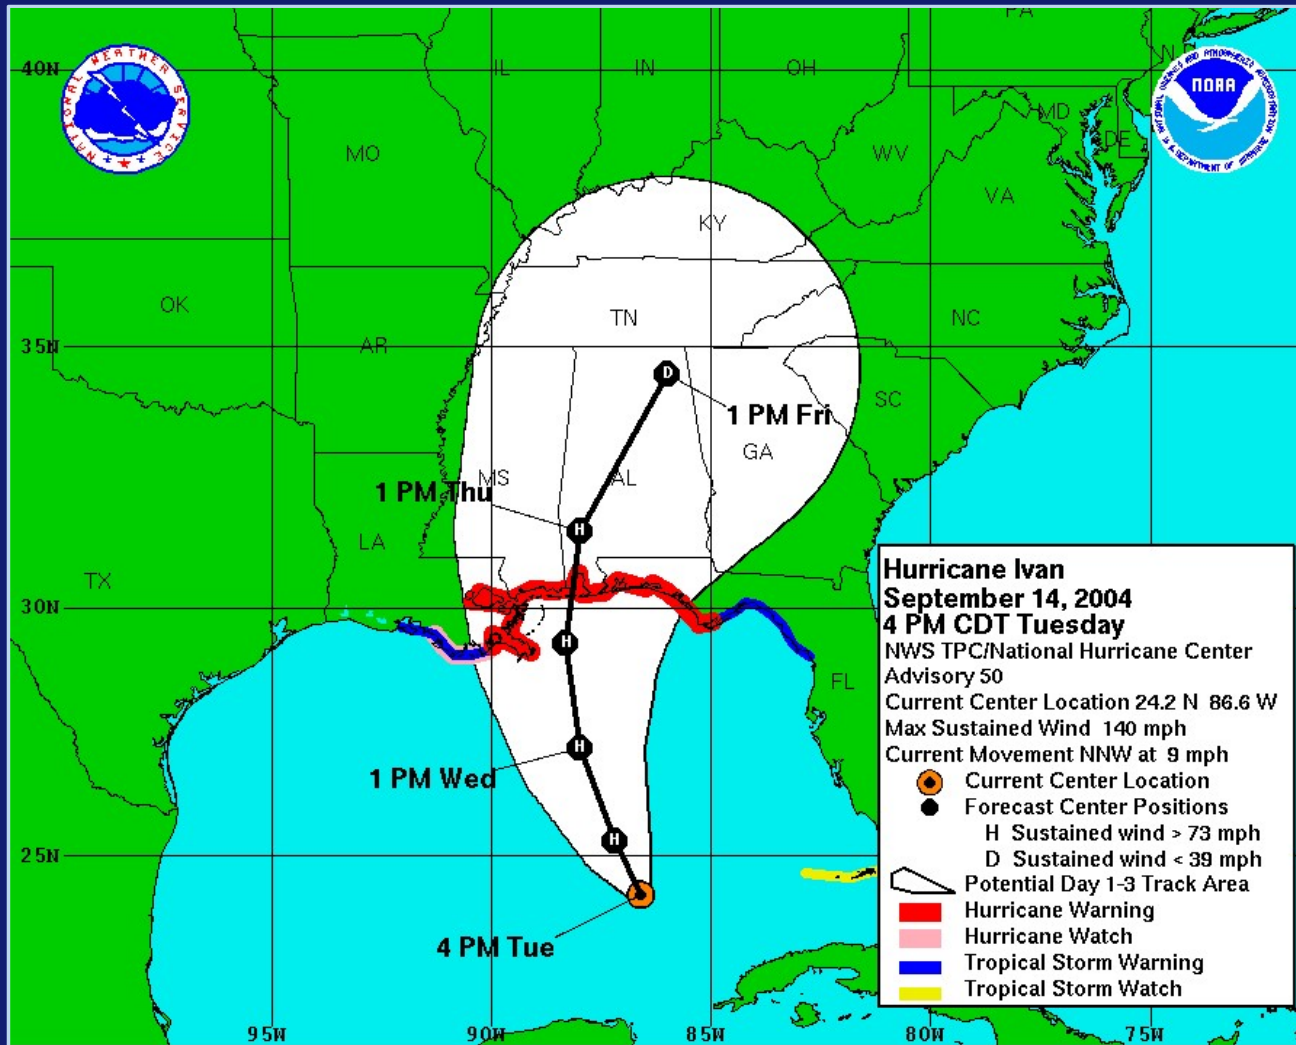 PA
40N
IL
IN
OH
N
NATIONAL WEATHER SERVICE
NOAA
MD
DE
MO
WV
VA
KY
OK
TN
NC
35N
AR
1 PM Fri
SC
GA
MS
AL
1 PM Thu
LA
TX
30N
FL
1 PM Wed
25N
4 PM Tue
95W
90W
85W
80W
75W
Hurricane Ivan
September 14, 2004
4 PM CDT Tuesday
NWS TPC/National Hurricane Center
Advisory 50
Current Center Location 24.2 N 86.6 W
Max Sustained Wind 140 mph
Current Movement NNW at 9 mph
Current Center Location
Forecast Center Positions
H Sustained wind > 73 mph
D Sustained wind < 39 mph
Potential Day 1-3 Track Area
Hurricane Warning
Hurricane Watch
Tropical Storm Warning
Tropical Storm Watch
D
H
H
H
H